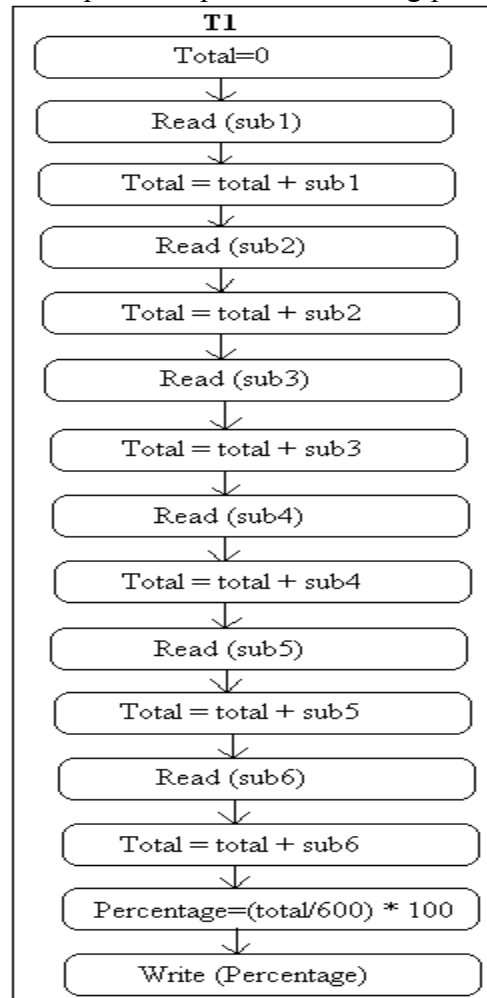 T1
Total=0
Read (sub1)
Total = total + sub1
Read (sub2)
Total = total + sub2
Read (sub3)
Total = total + sub3
Read (sub4)
Total = total + sub4
Read (sub5)
Total = total + sub5
Read (sub6)
Total = total + sub6
Percentage=(total/600) * 100
Write (Percentage)